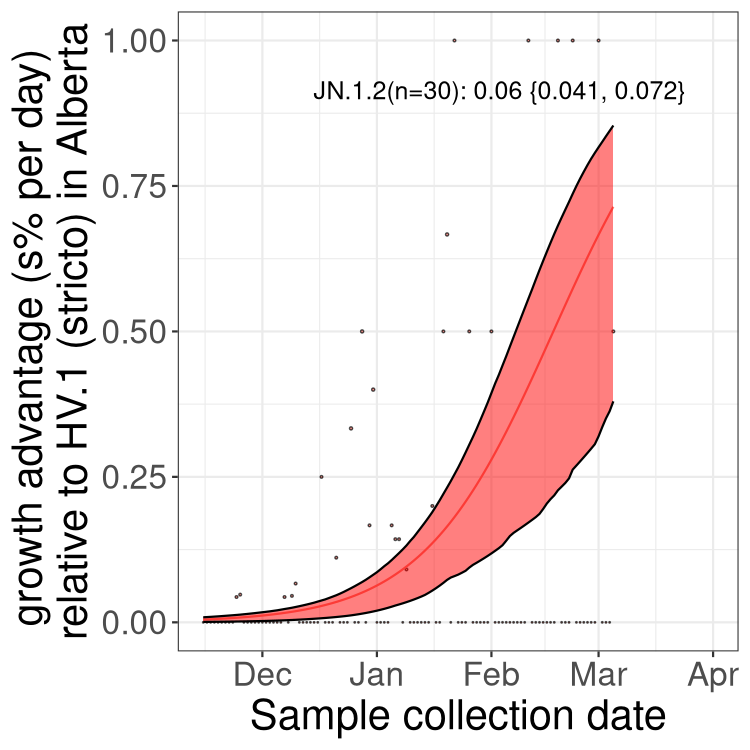 growth advantage (s% per day)
relative to HV.1 (stricto) in Alberta
1.00
0.75
0.50
0.25
0.00
JN.1.2(n=30): 0.06 {0.041, 0.072}
Dec Jan Feb Mar Apr
Sample collection date